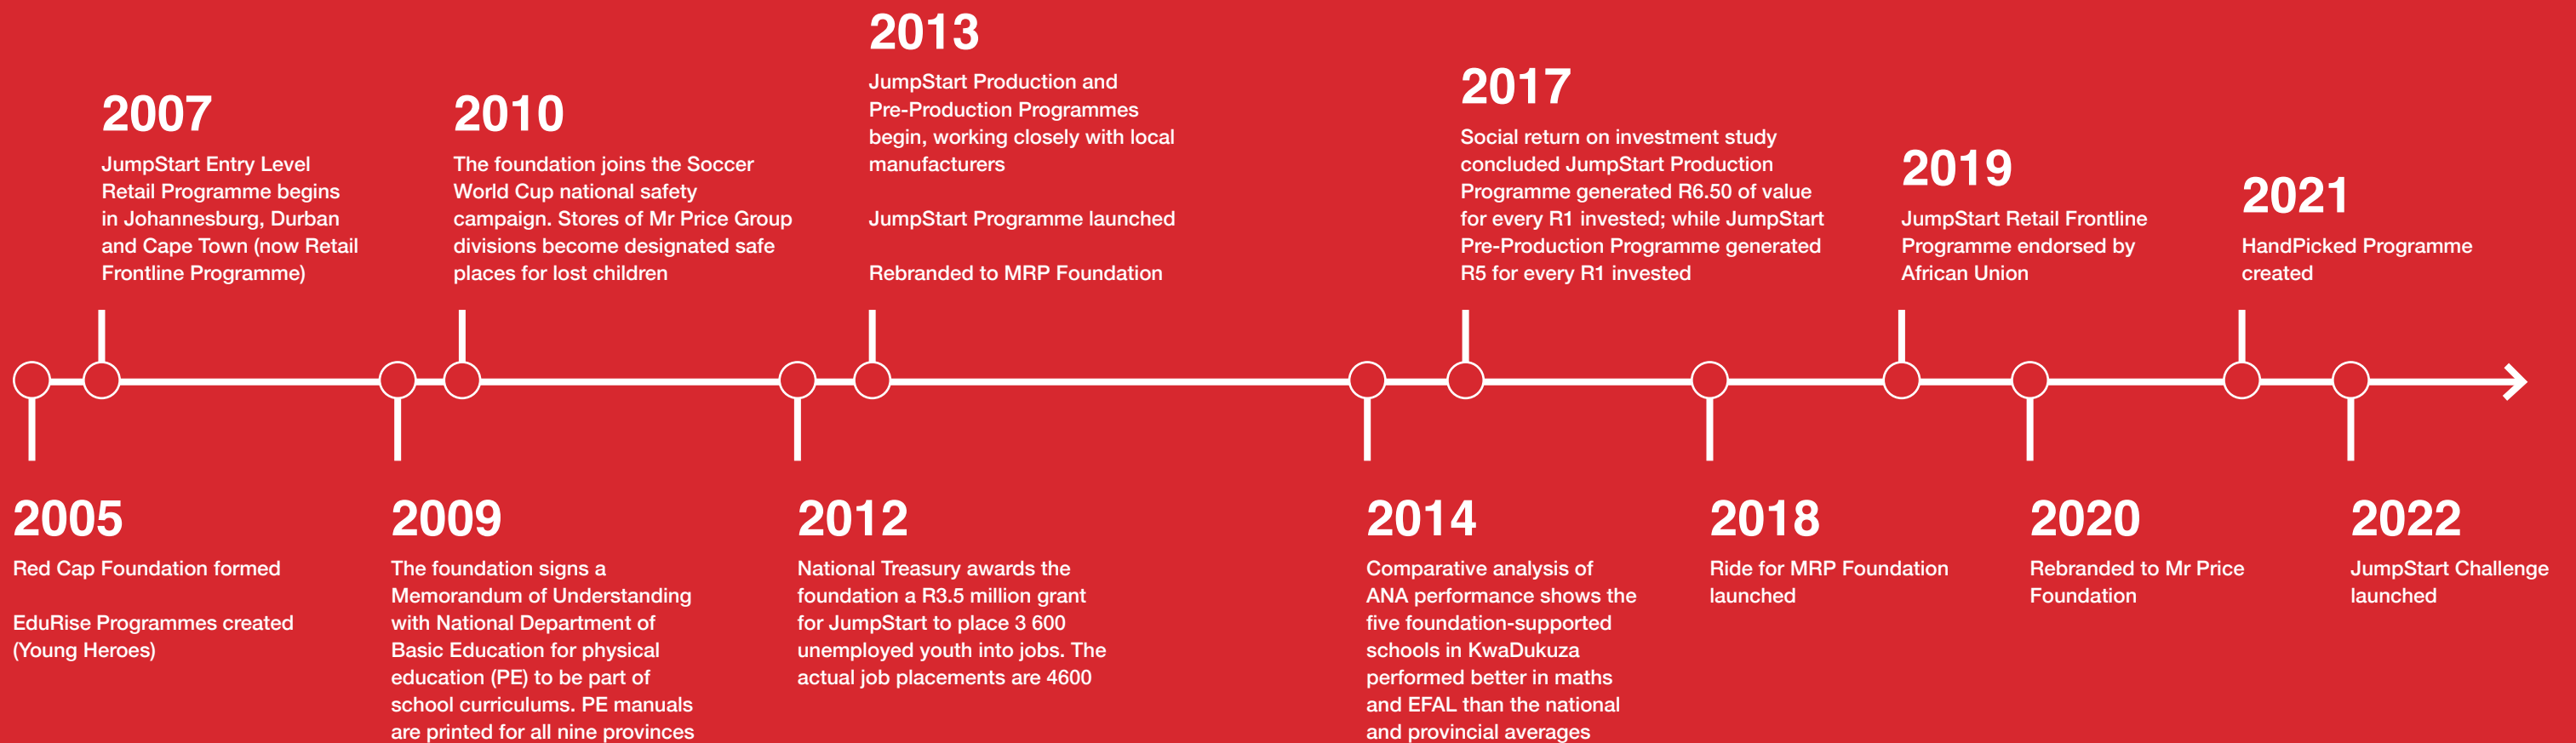 2005
Red Cap Foundation formed
EduRise Programmes created
(Young Heroes)
2007
JumpStart Entry Level
Retail Programme begins
in Johannesburg, Durban
and Cape Town (now Retail
Frontline Programme)
2009
The foundation signs a
Memorandum of Understanding
with National Department of
Basic Education for physical
education (PE) to be part of
school curriculums. PE manuals
are printed for all nine provinces
2010
The foundation joins the Soccer
World Cup national safety
campaign. Stores of Mr Price Group
divisions become designated safe
places for lost children
2012
National Treasury awards the
foundation a R3.5 million grant
for JumpStart to place 3 600
unemployed youth into jobs. The
actual job placements are 4600
2013
JumpStart Production and
Pre-Production Programmes
begin, working closely with local
manufacturers
JumpStart Programme launched
Rebranded to MRP Foundation
2014
Comparative analysis of
ANA performance shows the
five foundation-supported
schools in KwaDukuza
performed better in maths
and EFAL than the national
and provincial averages
2017
Social return on investment study
concluded JumpStart Production
Programme generated R6.50 of value
for every R1 invested; while JumpStart
Pre-Production Programme generated
R5 for every R1 invested
2018
Ride for MRP Foundation
launched
2019
JumpStart Retail Frontline
Programme endorsed by
African Union
2020
Rebranded to Mr Price
Foundation
2021
HandPicked Programme
created
2022
JumpStart Challenge
launched